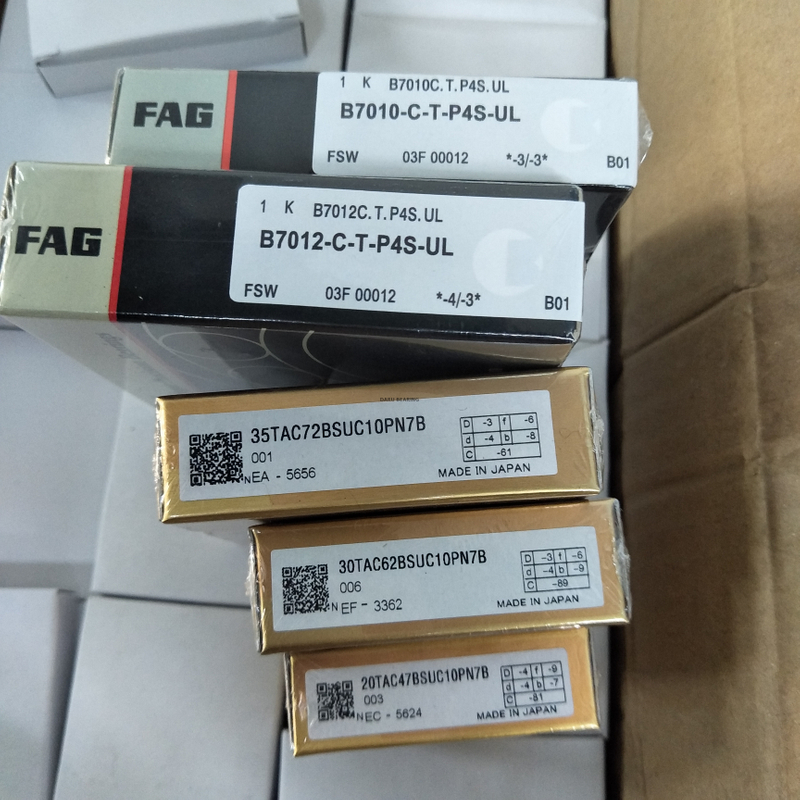 FAG
1 K B7010C.T.P4S.UL
B7010-C-T-P4S-UL
FSW 03F 00012 *-3/-3* B01
FAG
1 K B7012C.T.P4S.UL
B7012-C-T-P4S-UL
FSW 03F 00012 *-4/-3* B01
35TAC72BSUC10PN7B
001
NEA - 5656
D -3 f -6
d -4 b -8
C -61
MADE IN JAPAN
30TAC62BSUC10PN7B
006
NEF - 3362
D -3 f -6
d -4 b -9
C -89
MADE IN JAPAN
20TAC47BSUC10PN7B
003
NEC - 5624
D -4 f -9
d -4 b -7
C -81
MADE IN JAPAN